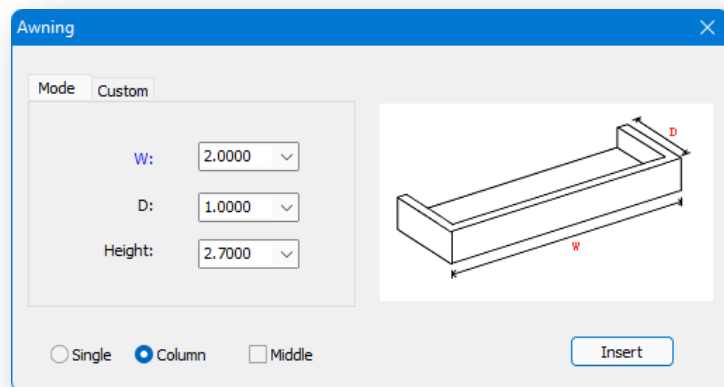 Awning
Mode Custom
W: 2.0000
D: 1.0000
Height: 2.7000
D
W
Single Column Middle
Insert